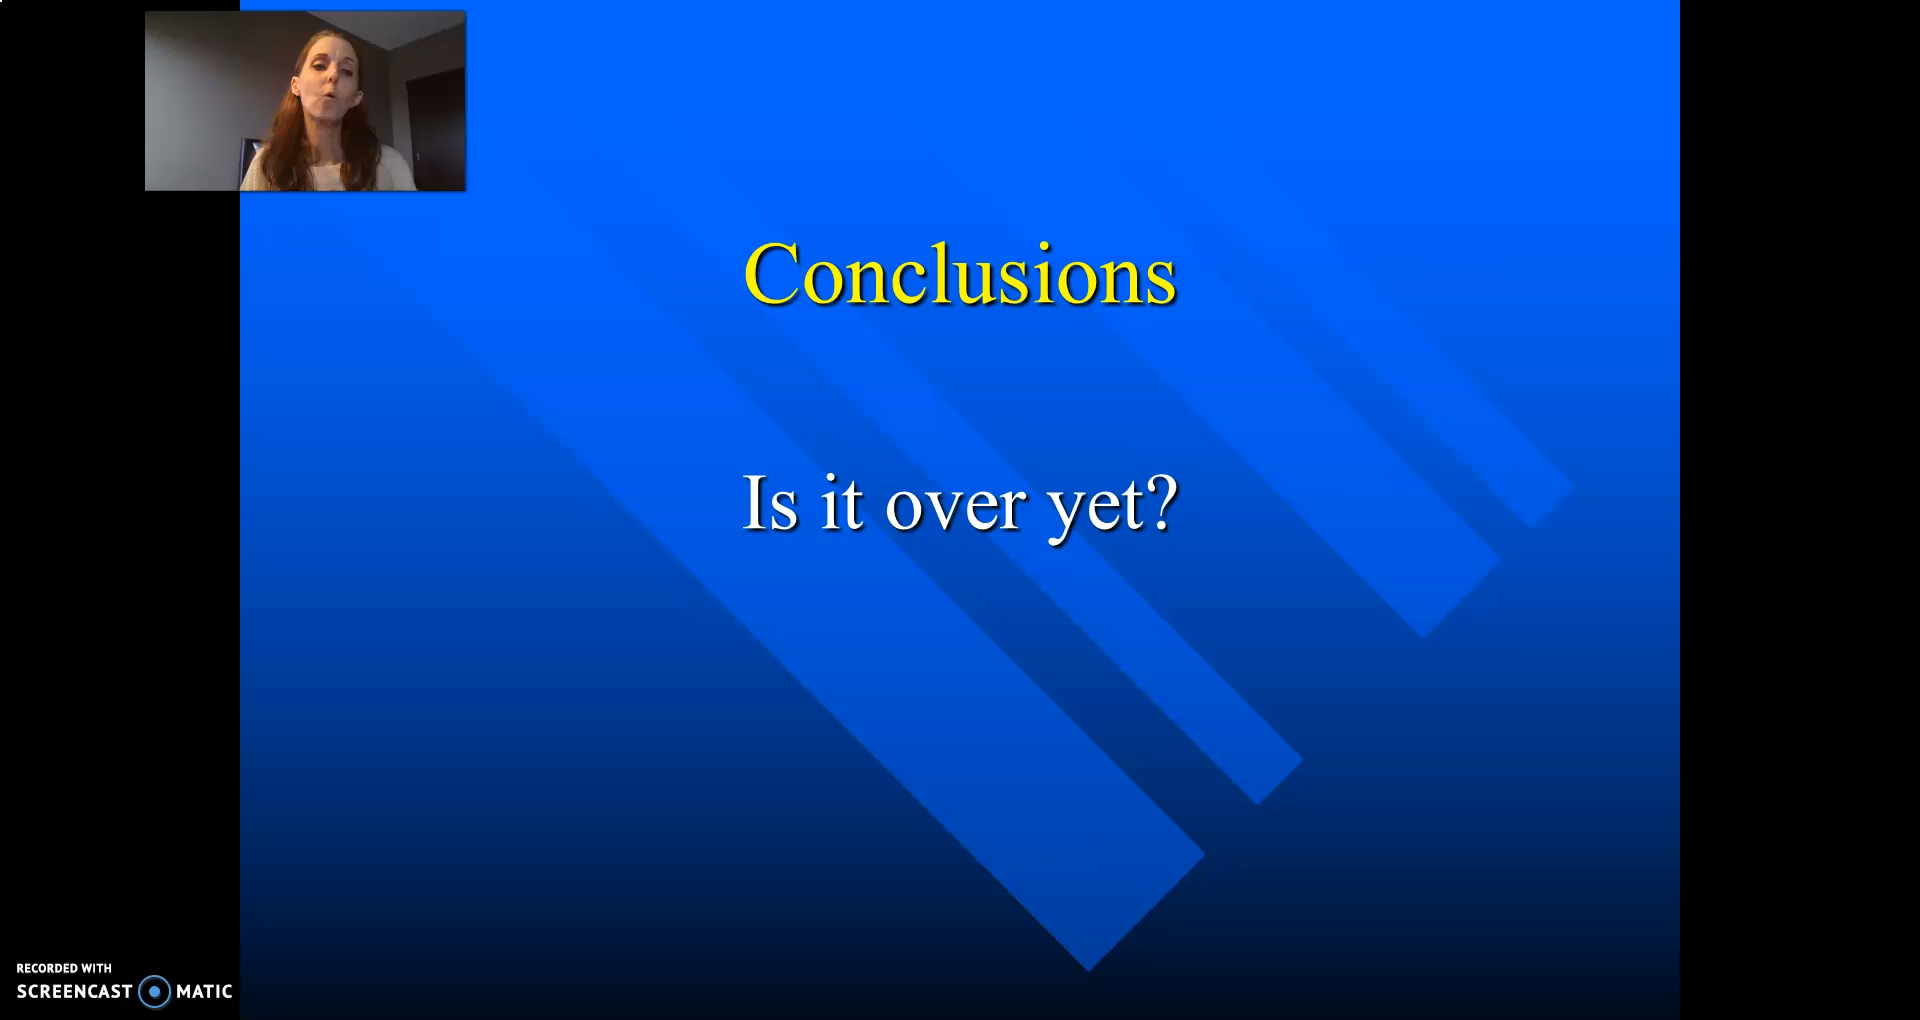 Conclusions
Is it over yet?
RECORDED WITH
SCREENCAST MATIC